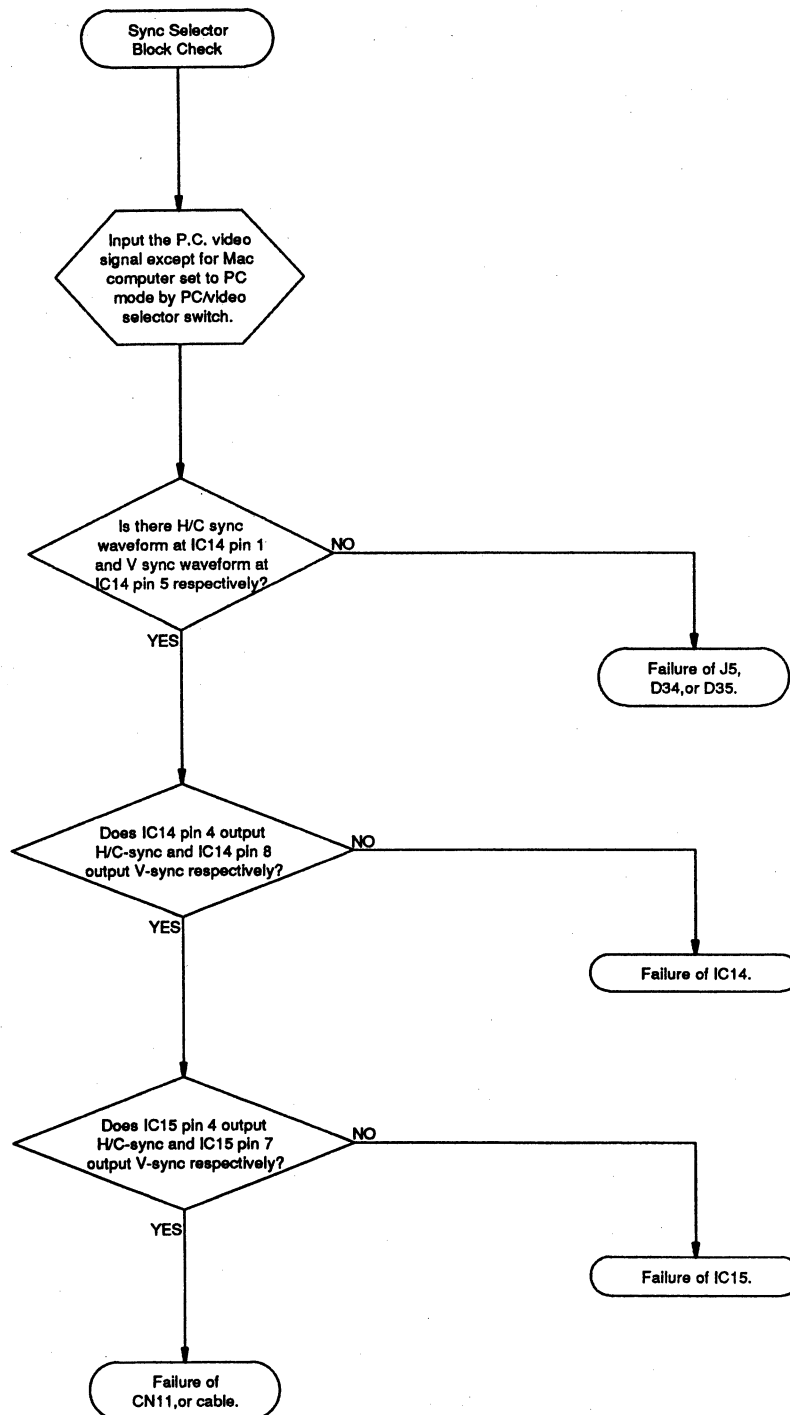 Sync Selector
Block Check
Input the P.C. video
signal except for Mac
computer set to PC
mode by PC/video
selector switch.
Is there H/C sync
waveform at IC14 pin 1
and V sync waveform at
IC14 pin 5 respectively?
NO
YES
Failure of J5,
D34,or D35.
Does IC14 pin 4 output
H/C-sync and IC14 pin 8
output V-sync respectively?
NO
YES
Failure of IC14.
Does IC15 pin 4 output
H/C-sync and IC15 pin 7
output V-sync respectively?
NO
YES
Failure of IC15.
Failure of
CN11,or cable.